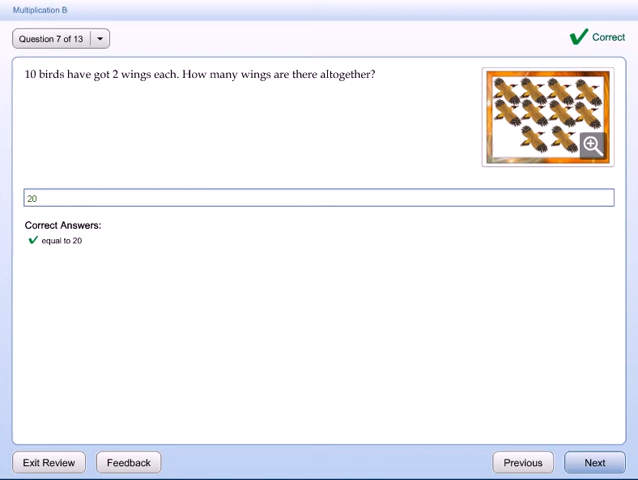 Multiplication B
Question 7 of 13
Correct
10 birds have got 2 wings each. How many wings are there altogether?
20
Correct Answers:
equal to 20
Exit Review
Feedback
Previous
Next